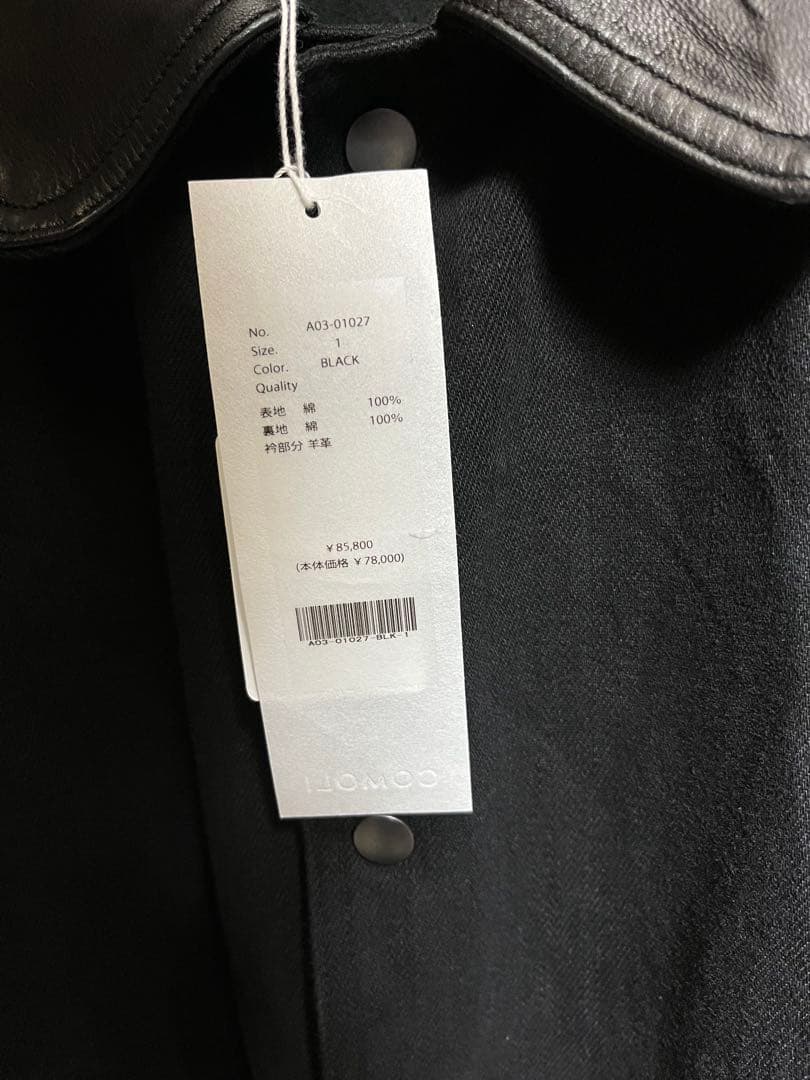 No. A03-01027
Size. 1
Color. BLACK
Quality
表地 綿 100%
裏地 綿 100%
衿部分 羊革
￥85,800
(本体価格 ￥78,000)
A03-01027-BLK-1
COMOLI